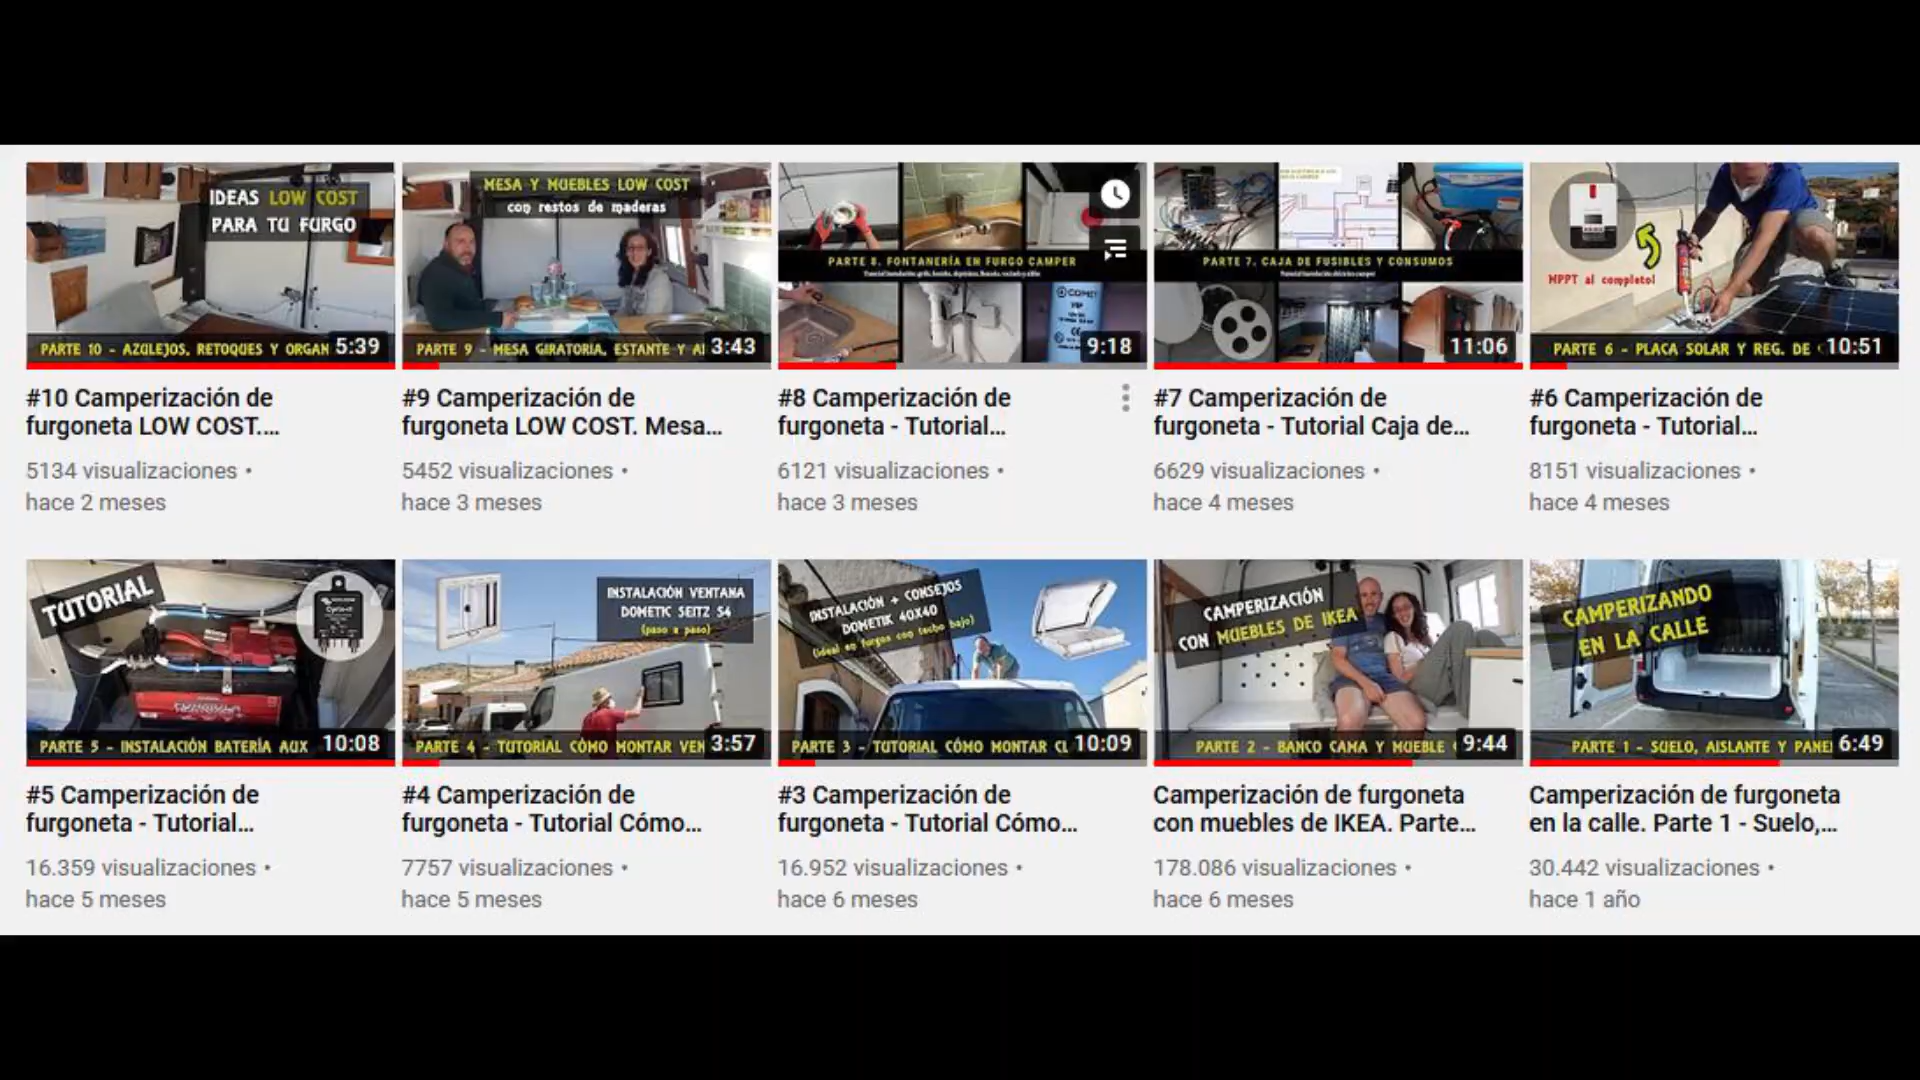 IDEAS LOW COST
PARA TU FURGO
PARTE 10 - AZULEJOS, RETOQUES Y ORGAN
5:39
#10 Camperización de
furgoneta LOW COST....
5134 visualizaciones •
hace 2 meses
MESA Y MUEBLES LOW COST
con restos de maderas
PARTE 9 - MESA GIRATORIA, ESTANTE Y
3:43
#9 Camperización de
furgoneta LOW COST. Mesa...
5452 visualizaciones •
hace 3 meses
PARTE 8. FONTANERÍA EN FURGO CAMPER
COMET
9:18
#8 Camperización de
furgoneta - Tutorial...
6121 visualizaciones •
hace 3 meses
PARTE 7. CAJA DE FUSIBLES Y CONSUMOS
11:06
#7 Camperización de
furgoneta - Tutorial Caja de...
6629 visualizaciones •
hace 4 meses
MPPT al completo!
PARTE 6 - PLACA SOLAR Y REG. DE
10:51
#6 Camperización de
furgoneta - Tutorial...
8151 visualizaciones •
hace 4 meses
TUTORIAL
PARTE 5 - INSTALACIÓN BATERÍA AUX
10:08
#5 Camperización de
furgoneta - Tutorial...
16.359 visualizaciones •
hace 5 meses
INSTALACIÓN VENTANA
DOMETIC SEITZ S4
(paso a paso)
PARTE 4 - TUTORIAL CÓMO MONTAR VEN
3:57
#4 Camperización de
furgoneta - Tutorial Cómo...
7757 visualizaciones •
hace 5 meses
INSTALACIÓN + CONSEJOS
DOMETIK 40X40
(ideal en furgos con techo bajo)
PARTE 3 - TUTORIAL CÓMO MONTAR CL
10:09
#3 Camperización de
furgoneta - Tutorial Cómo...
16.952 visualizaciones •
hace 6 meses
CAMPERIZACIÓN
CON MUEBLES DE IKEA
PARTE 2 - BANCO CAMA Y MUEBLE
9:44
Camperización de furgoneta
con muebles de IKEA. Parte...
178.086 visualizaciones •
hace 6 meses
CAMPERIZANDO
EN LA CALLE
PARTE 1 - SUELO, AISLANTE Y PANE
6:49
Camperización de furgoneta
en la calle. Parte 1 - Suelo,...
30.442 visualizaciones •
hace 1 año